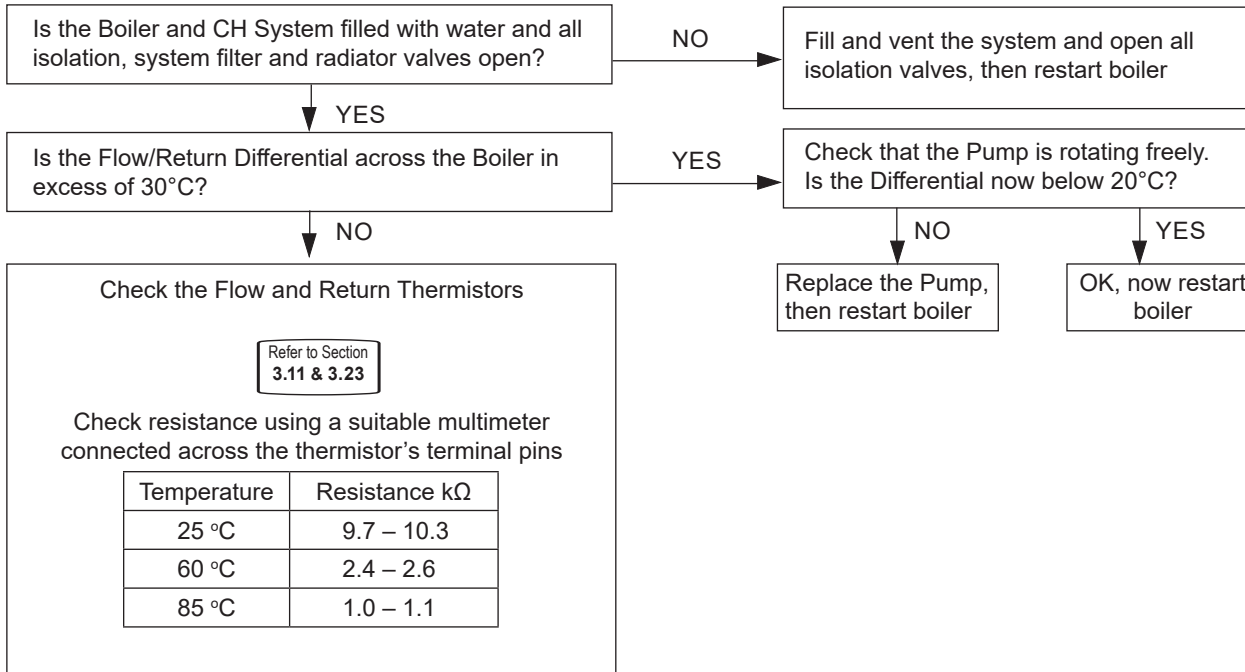 Is the Boiler and CH System filled with water and all
isolation, system filter and radiator valves open?
NO
Fill and vent the system and open all
isolation valves, then restart boiler
YES
Is the Flow/Return Differential across the Boiler in
excess of 30°C?
YES
Check that the Pump is rotating freely.
Is the Differential now below 20°C?
NO
NO
YES
Replace the Pump,
then restart boiler
OK, now restart
boiler
Check the Flow and Return Thermistors
Refer to Section
3.11 & 3.23
Check resistance using a suitable multimeter
connected across the thermistor's terminal pins
Temperature Resistance kΩ
25 °C 9.7 – 10.3
60 °C 2.4 – 2.6
85 °C 1.0 – 1.1